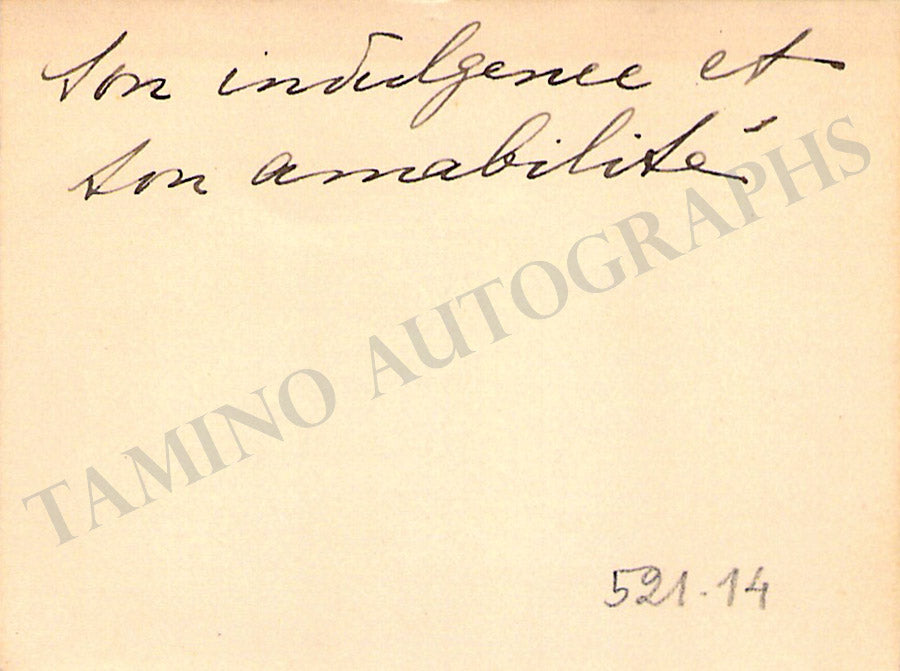 son indulgence et
son amabilité
TAMINO AUTOGRAPHS
521-14